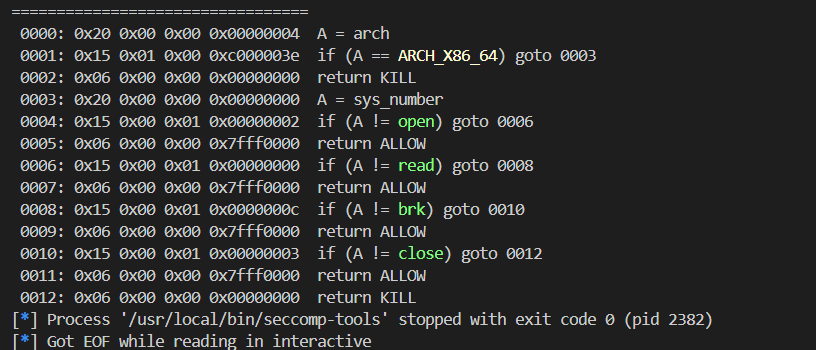 =================================
0000: 0x20 0x00 0x00 0x00000004 A = arch
0001: 0x15 0x01 0x00 0xc000003e if (A == ARCH_X86_64) goto 0003
0002: 0x06 0x00 0x00 0x00000000 return KILL
0003: 0x20 0x00 0x00 0x00000000 A = sys_number
0004: 0x15 0x00 0x01 0x00000002 if (A != open) goto 0006
0005: 0x06 0x00 0x00 0x7fff0000 return ALLOW
0006: 0x15 0x00 0x01 0x00000000 if (A != read) goto 0008
0007: 0x06 0x00 0x00 0x7fff0000 return ALLOW
0008: 0x15 0x00 0x01 0x0000000c if (A != brk) goto 0010
0009: 0x06 0x00 0x00 0x7fff0000 return ALLOW
0010: 0x15 0x00 0x01 0x00000003 if (A != close) goto 0012
0011: 0x06 0x00 0x00 0x7fff0000 return ALLOW
0012: 0x06 0x00 0x00 0x00000000 return KILL
[*] Process '/usr/local/bin/seccomp-tools' stopped with exit code 0 (pid 2382)
[*] Got EOF while reading in interactive